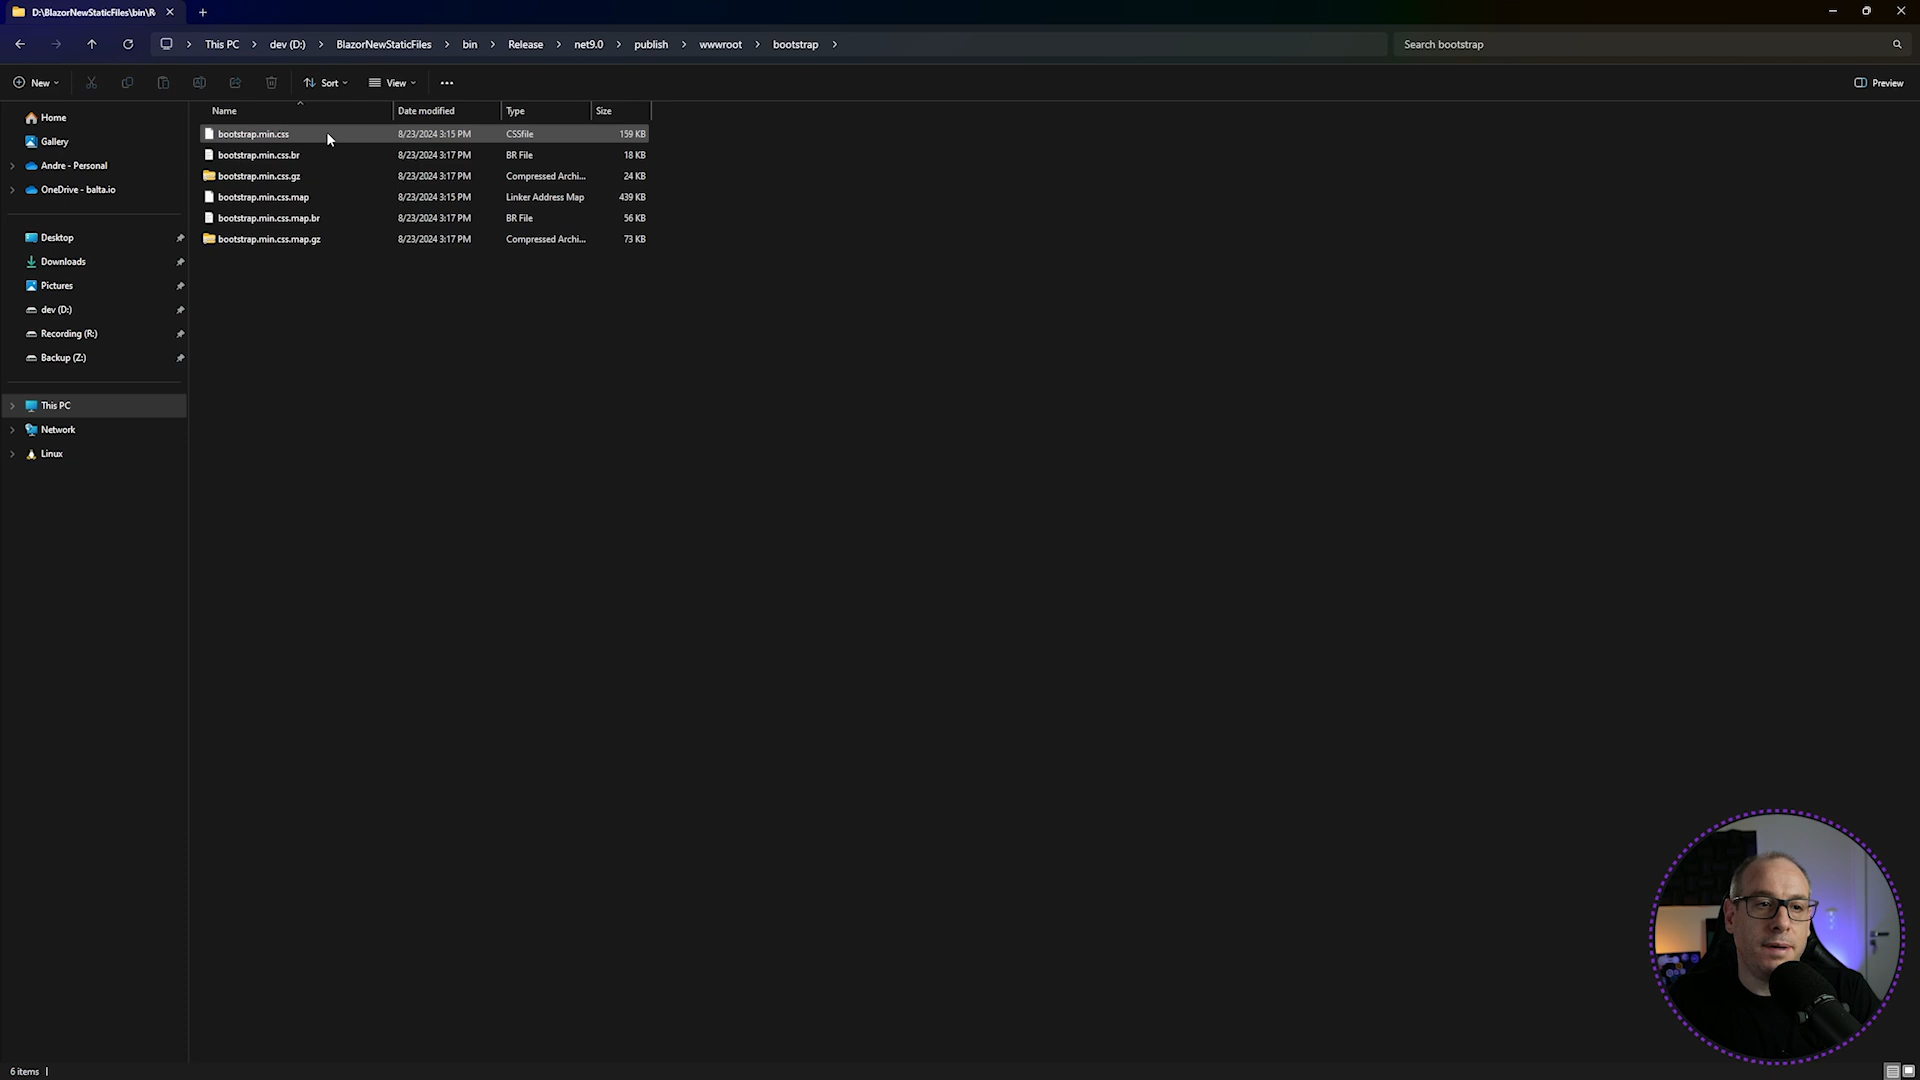 D:\BlazorNewStaticFiles\bin\R
This PC > dev (D:) > BlazorNewStaticFiles > bin > Release > net9.0 > publish > wwwroot > bootstrap >
Search bootstrap
New
Sort
View
Preview
Name Date modified Type Size
bootstrap.min.css 8/23/2024 3:15 PM CSSfile 159 KB
bootstrap.min.css.br 8/23/2024 3:17 PM BR File 18 KB
bootstrap.min.css.gz 8/23/2024 3:17 PM Compressed Archi... 24 KB
bootstrap.min.css.map 8/23/2024 3:15 PM Linker Address Map 439 KB
bootstrap.min.css.map.br 8/23/2024 3:17 PM BR File 56 KB
bootstrap.min.css.map.gz 8/23/2024 3:17 PM Compressed Archi... 73 KB
Home
Gallery
Andre - Personal
OneDrive - balta.io
Desktop
Downloads
Pictures
dev (D:)
Recording (R:)
Backup (Z:)
This PC
Network
Linux
6 items